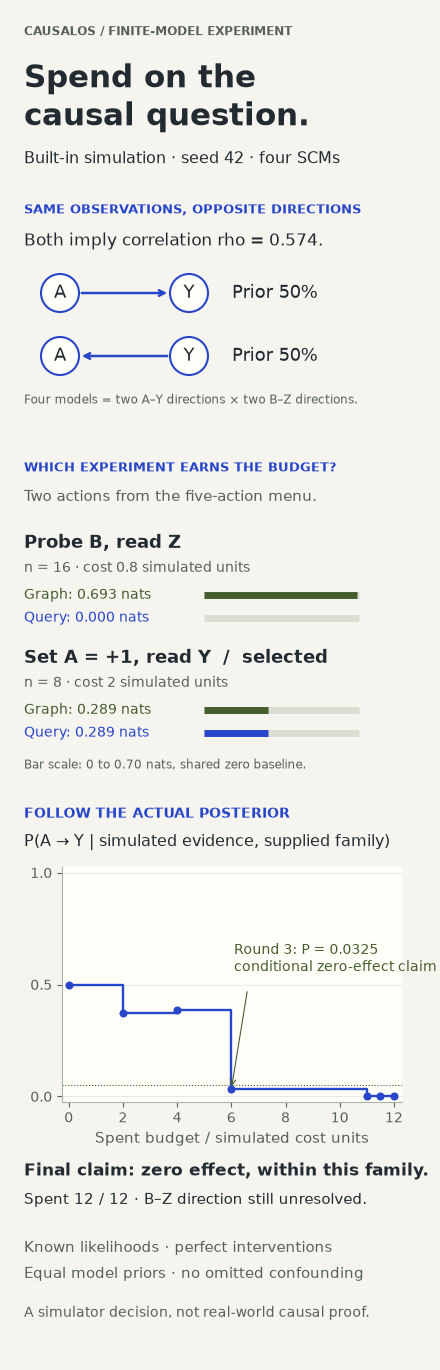 CAUSALOS / FINITE-MODEL EXPERIMENT
Spend on the
causal question.
Built-in simulation · seed 42 · four SCMs
SAME OBSERVATIONS, OPPOSITE DIRECTIONS
Both imply correlation rho = 0.574.
A Y Prior 50%
A Y Prior 50%
Four models = two A–Y directions × two B–Z directions.
WHICH EXPERIMENT EARNS THE BUDGET?
Two actions from the five-action menu.
Probe B, read Z
n = 16 · cost 0.8 simulated units
Graph: 0.693 nats
Query: 0.000 nats
Set A = +1, read Y / selected
n = 8 · cost 2 simulated units
Graph: 0.289 nats
Query: 0.289 nats
Bar scale: 0 to 0.70 nats, shared zero baseline.
FOLLOW THE ACTUAL POSTERIOR
P(A → Y | simulated evidence, supplied family)
1.0
Round 3: P = 0.0325
conditional zero-effect claim
0.5
0.0
0 2 4 6 8 10 12
Spent budget / simulated cost units
Final claim: zero effect, within this family.
Spent 12 / 12 · B–Z direction still unresolved.
Known likelihoods · perfect interventions
Equal model priors · no omitted confounding
A simulator decision, not real-world causal proof.